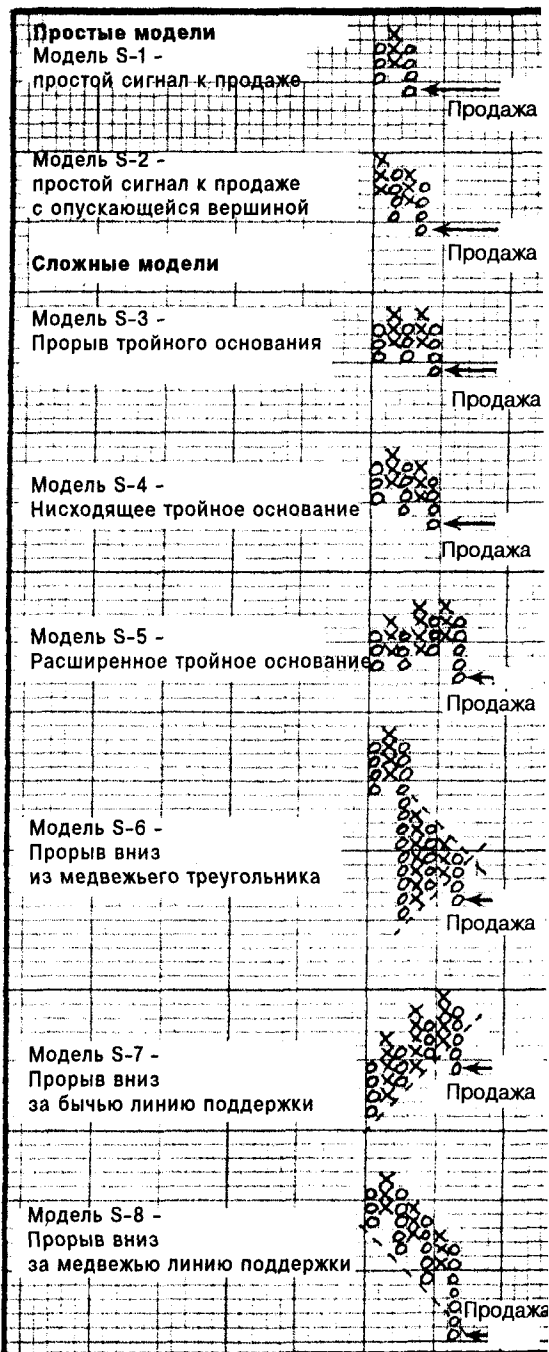 Простые модели
Модель S-1 -
простой сигнал к продаже
Продажа
Модель S-2 -
простой сигнал к продаже
с опускающейся вершиной
Продажа
Сложные модели
Модель S-3 -
Прорыв тройного основания
Продажа
Модель S-4 -
Нисходящее тройное основание
Продажа
Модель S-5 -
Расширенное тройное основание
Продажа
Модель S-6 -
Прорыв вниз
из медвежьего треугольника
Продажа
Модель S-7 -
Прорыв вниз
за бычью линию поддержки
Продажа
Модель S-8 -
Прорыв вниз
за медвежью линию поддержки
Продажа